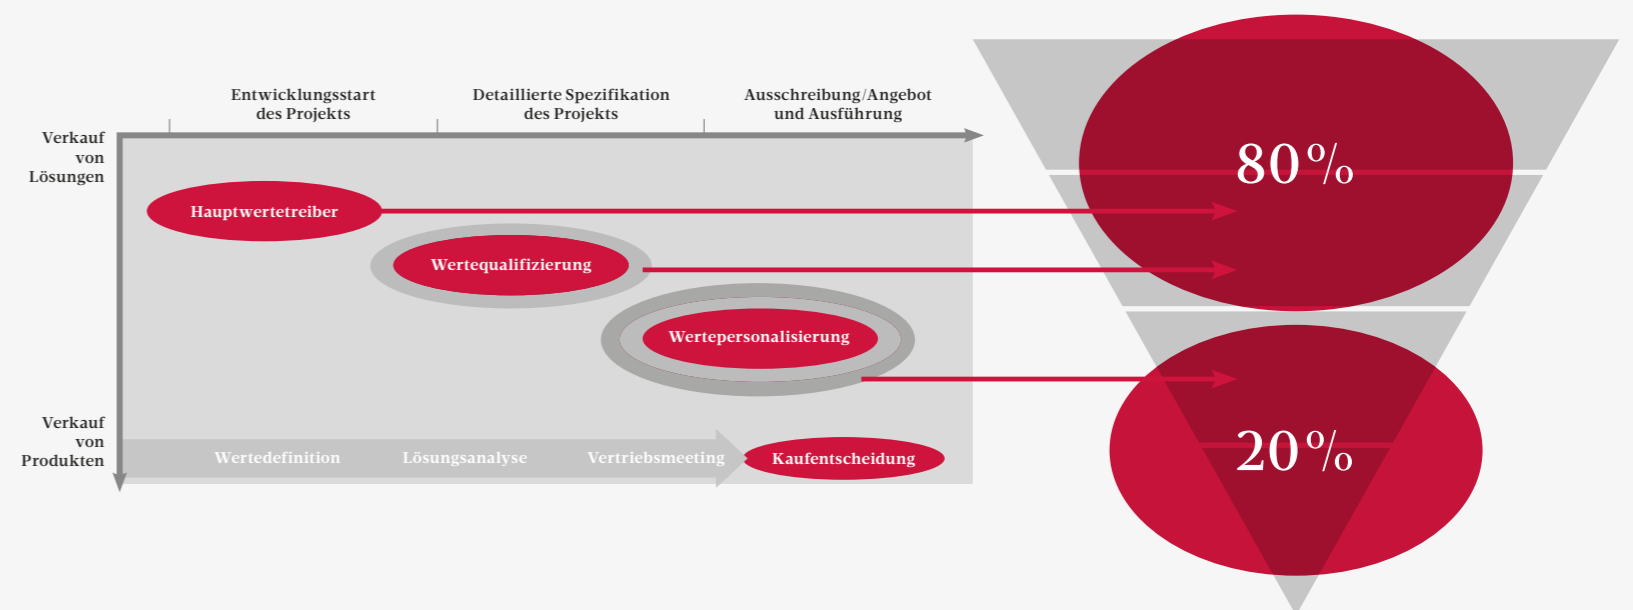 Entwicklungsstart
des Projekts
Detaillierte Spezifikation
des Projekts
Ausschreibung/Angebot
und Ausführung
Verkauf
von
Lösungen
Hauptwertetreiber
Wertequalifizierung
Wertepersonalisierung
Verkauf
von
Produkten
Wertedefinition
Lösungsanalyse
Vertriebsmeeting
Kaufentscheidung
80%
20%